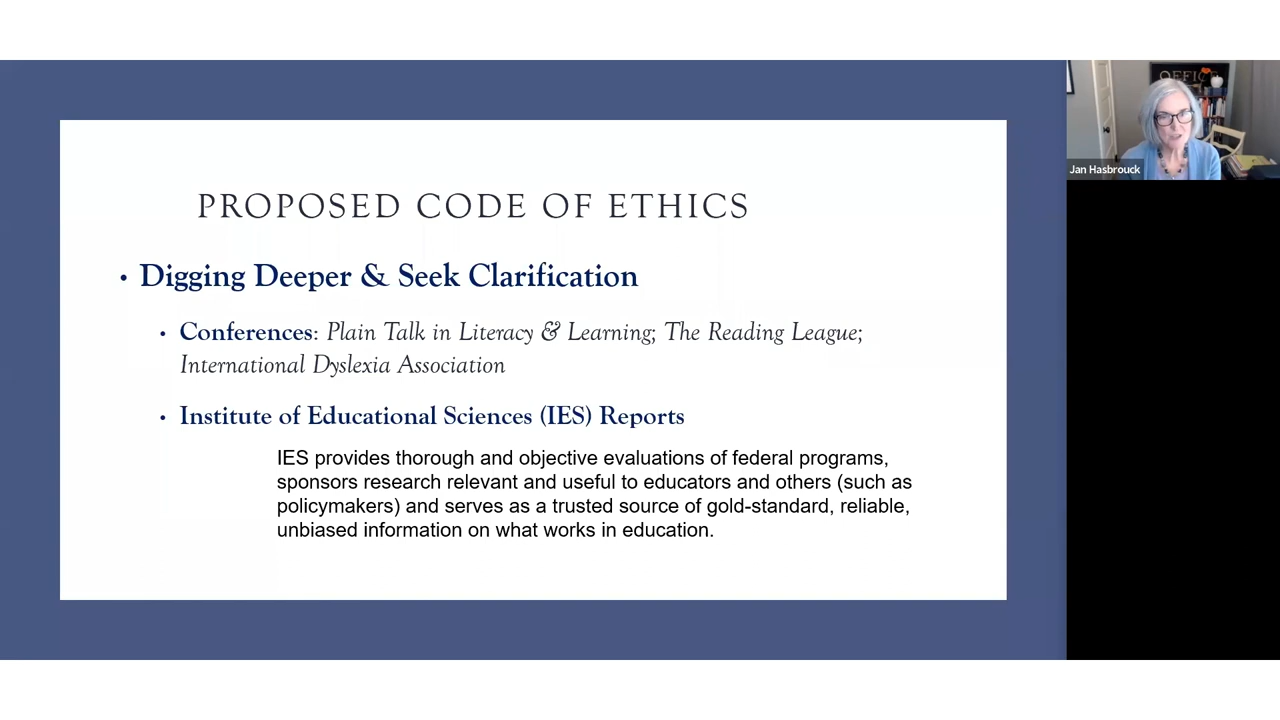 PROPOSED CODE OF ETHICS
• Digging Deeper & Seek Clarification
• Conferences: Plain Talk in Literacy & Learning; The Reading League;
International Dyslexia Association
• Institute of Educational Sciences (IES) Reports
IES provides thorough and objective evaluations of federal programs,
sponsors research relevant and useful to educators and others (such as
policymakers) and serves as a trusted source of gold-standard, reliable,
unbiased information on what works in education.
OFFICE
Jan Hasbrouck